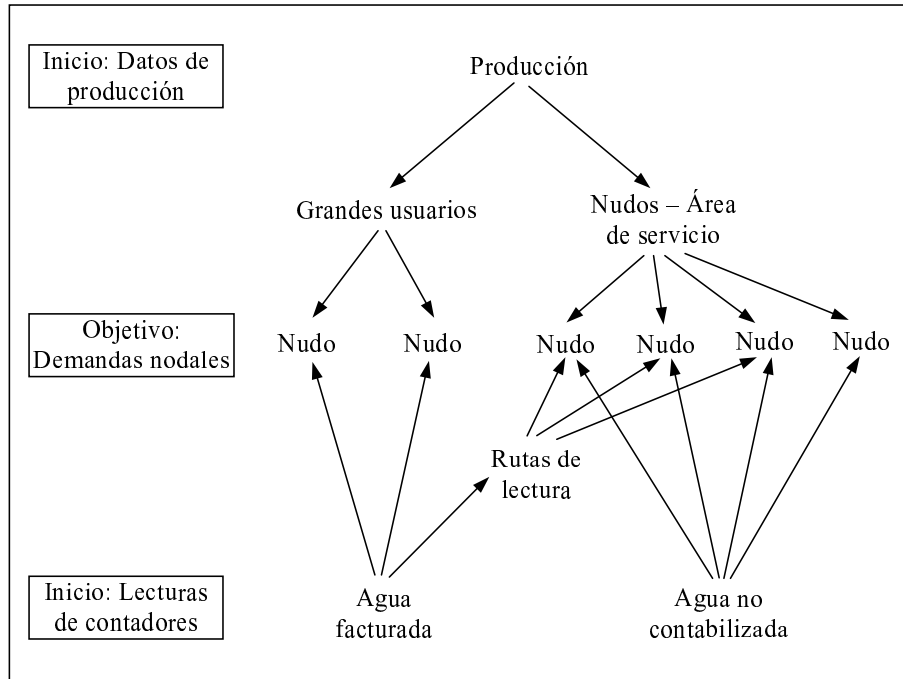 Inicio: Datos de
producción
Producción
Grandes usuarios
Nudos – Área
de servicio
Objetivo:
Demandas nodales
Nudo
Nudo
Nudo
Nudo
Nudo
Nudo
Rutas de
lectura
Inicio: Lecturas
de contadores
Agua
facturada
Agua no
contabilizada